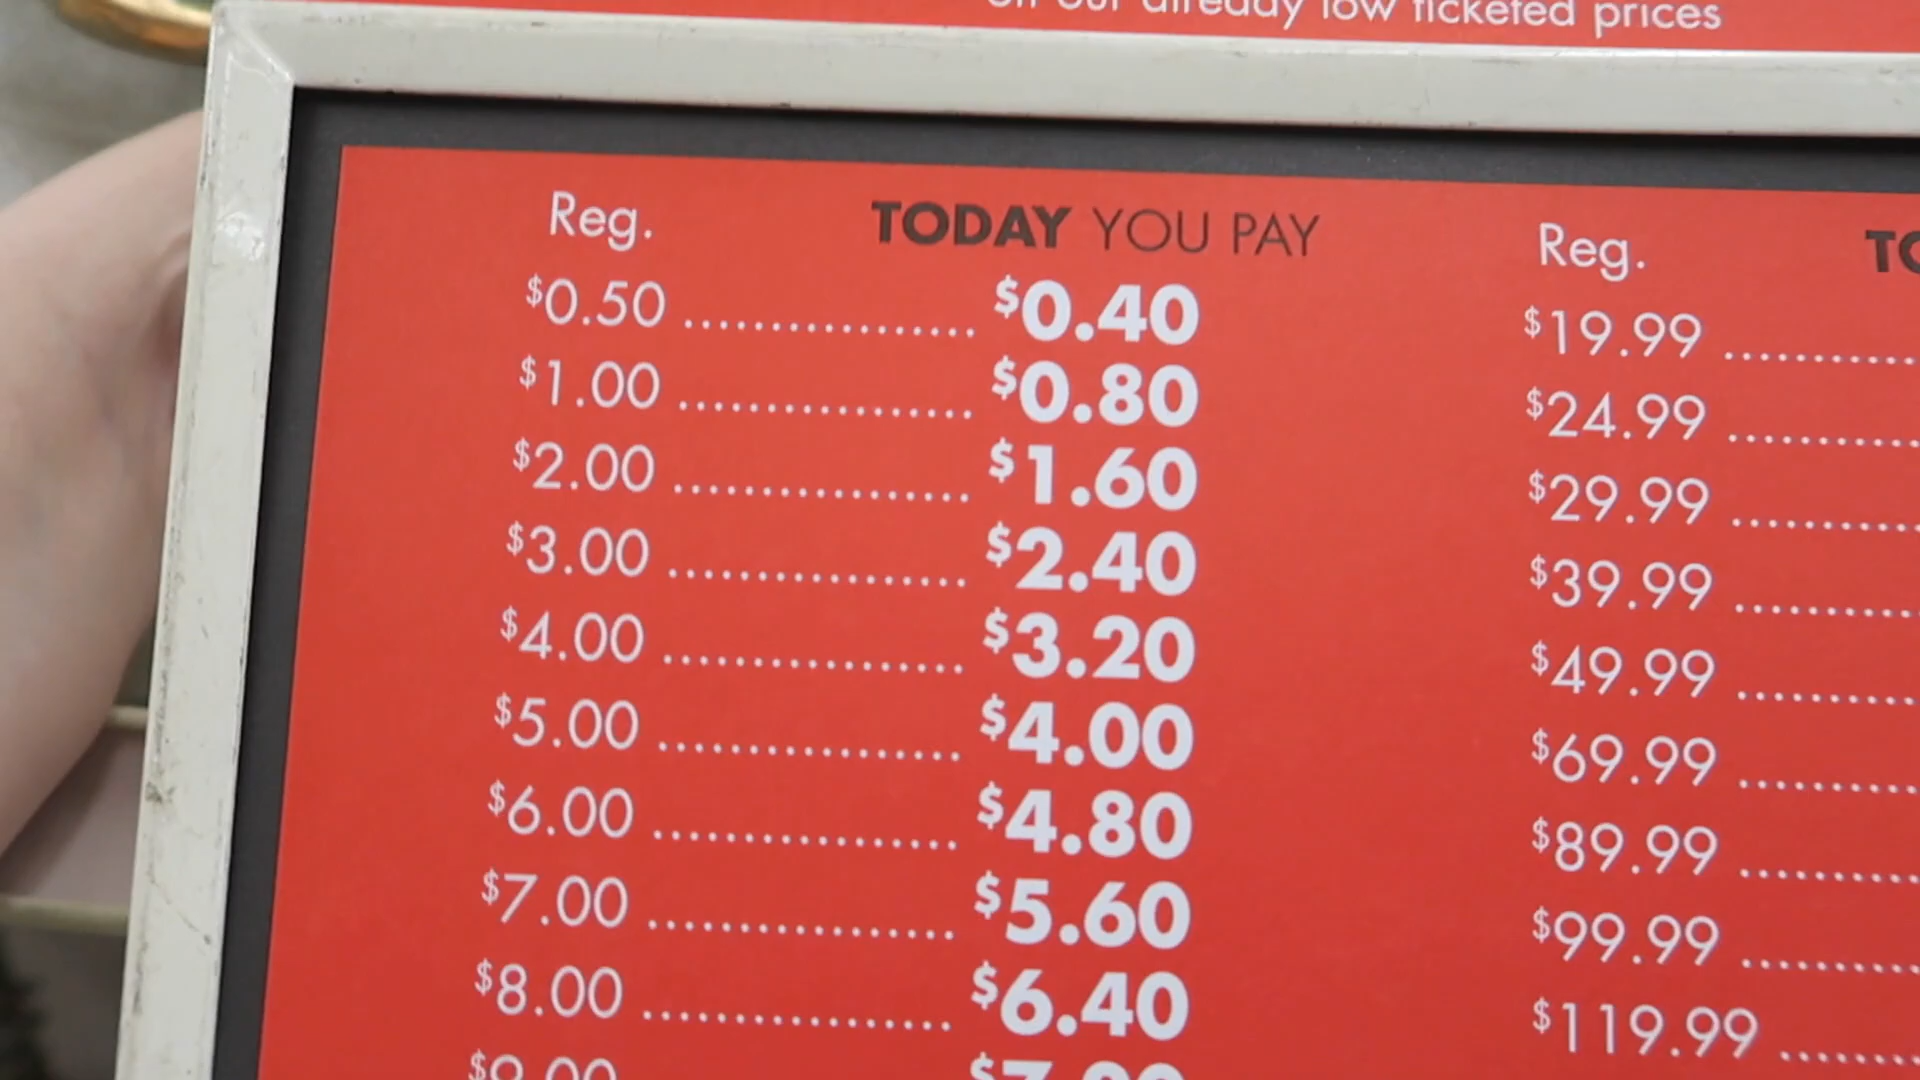 our already low ticketed prices
Reg. TODAY YOU PAY
$0.50 ................. $0.40
$1.00 ................. $0.80
$2.00 ................. $1.60
$3.00 ................. $2.40
$4.00 ................. $3.20
$5.00 ................. $4.00
$6.00 ................. $4.80
$7.00 ................. $5.60
$8.00 ................. $6.40
Reg.
$19.99
$24.99
$29.99
$39.99
$49.99
$69.99
$89.99
$99.99
$119.99